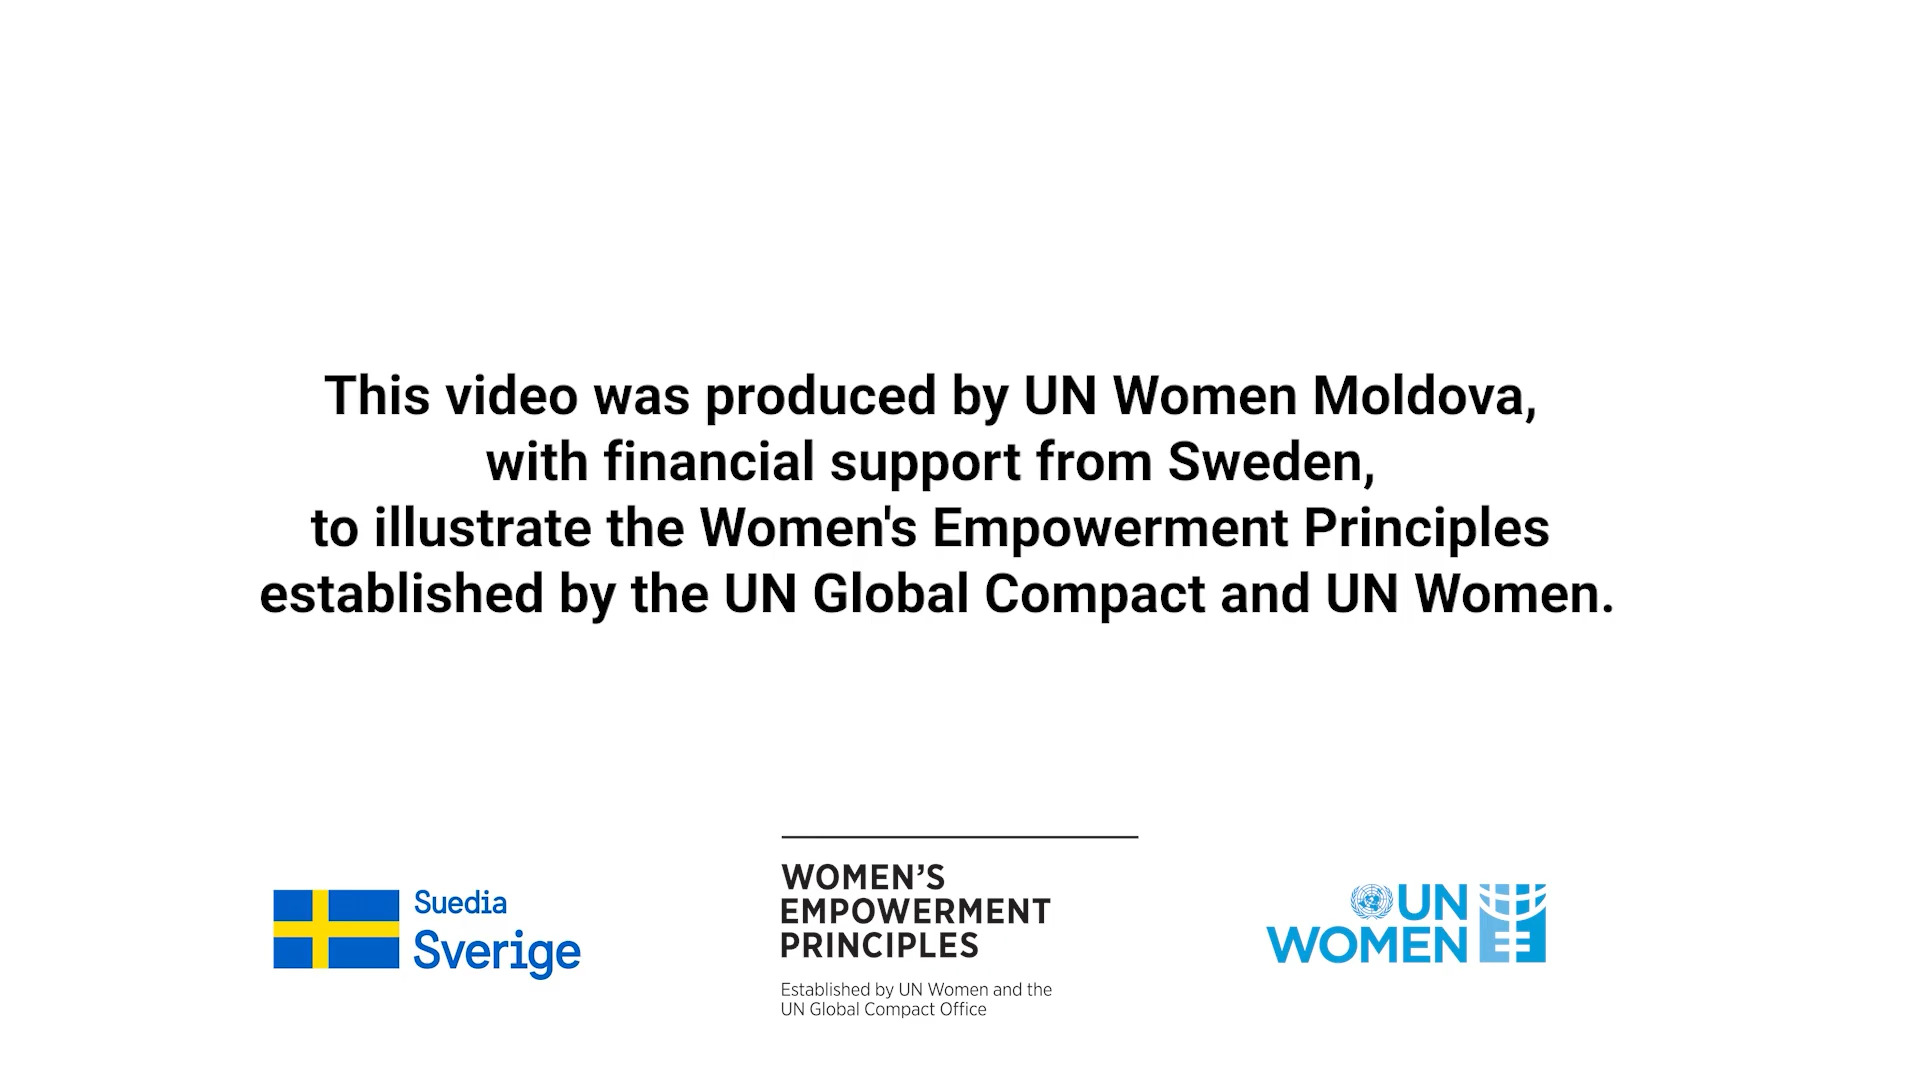 This video was produced by UN Women Moldova,
with financial support from Sweden,
to illustrate the Women's Empowerment Principles
established by the UN Global Compact and UN Women.
Suedia
Sverige
WOMEN’S
EMPOWERMENT
PRINCIPLES
Established by UN Women and the
UN Global Compact Office
UN
WOMEN